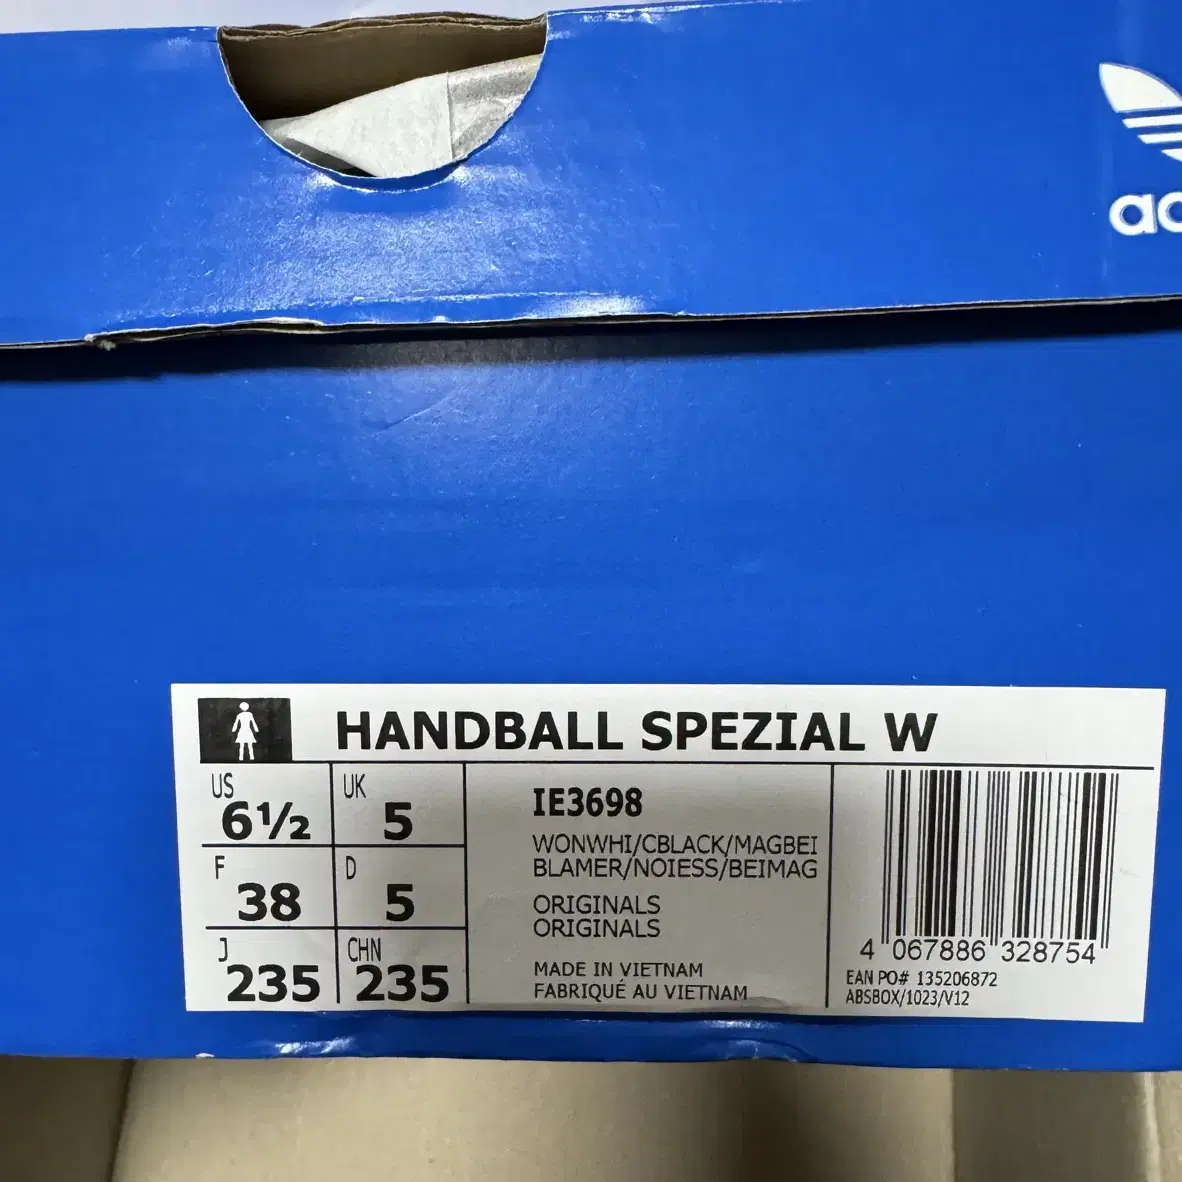 HANDBALL SPEZIAL W
US
6½
UK
5
F
38
D
5
J
235
CHN
235
IE3698
WONWHI/CBLACK/MAGBEI
BLAMER/NOIESS/BEIMAG
ORIGINALS
ORIGINALS
MADE IN VIETNAM
FABRIQUÉ AU VIETNAM
4 067886 328754
EAN PO# 135206872
ABSBOX/1023/V12